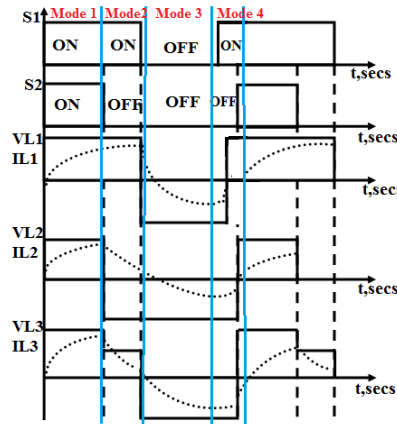 Mode 1 Mode2 Mode 3 Mode 4
S1
ON ON OFF ON
t,secs
S2
ON OFF OFF OFF
t,secs
VL1
IL1
t,secs
VL2
IL2
t,secs
VL3
IL3
t,secs